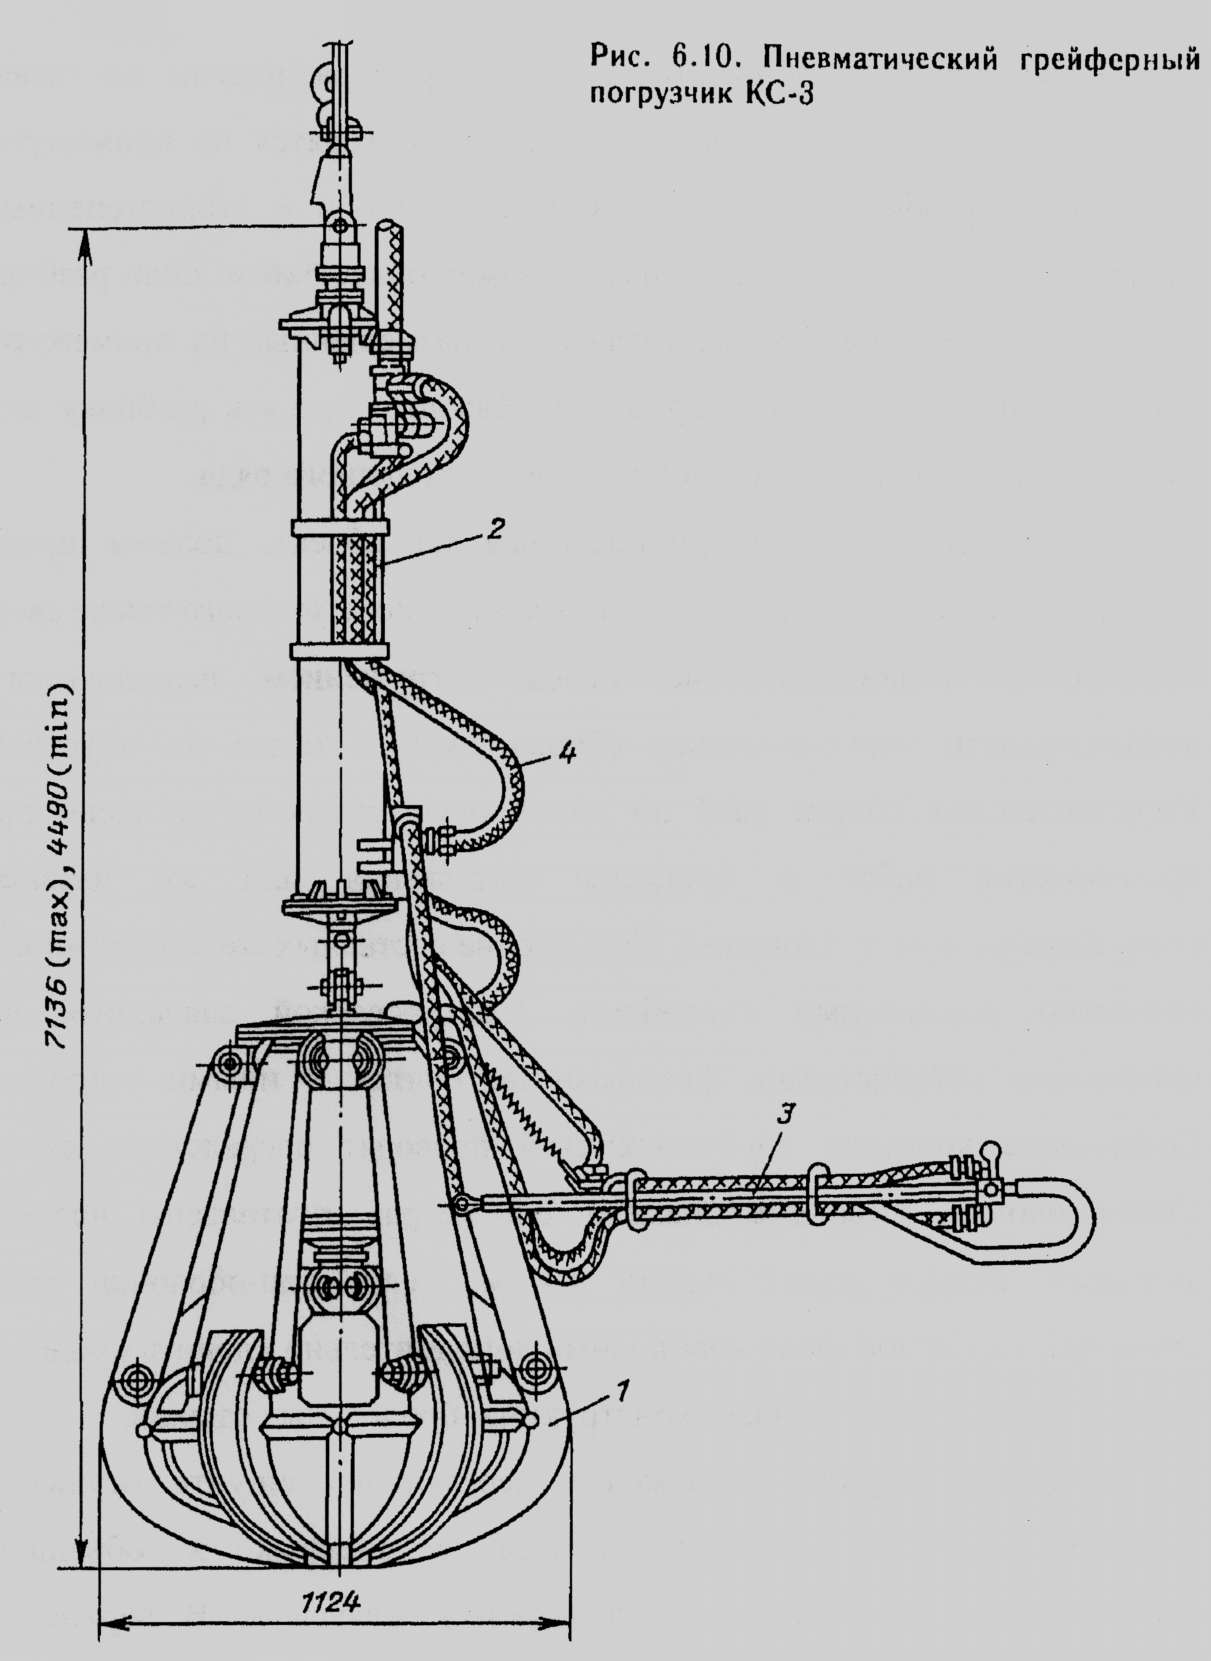 Рис. 6.10. Пневматический грейферный
погрузчик КС-3
2
4
7136 (max), 4490 (min)
3
1
1124